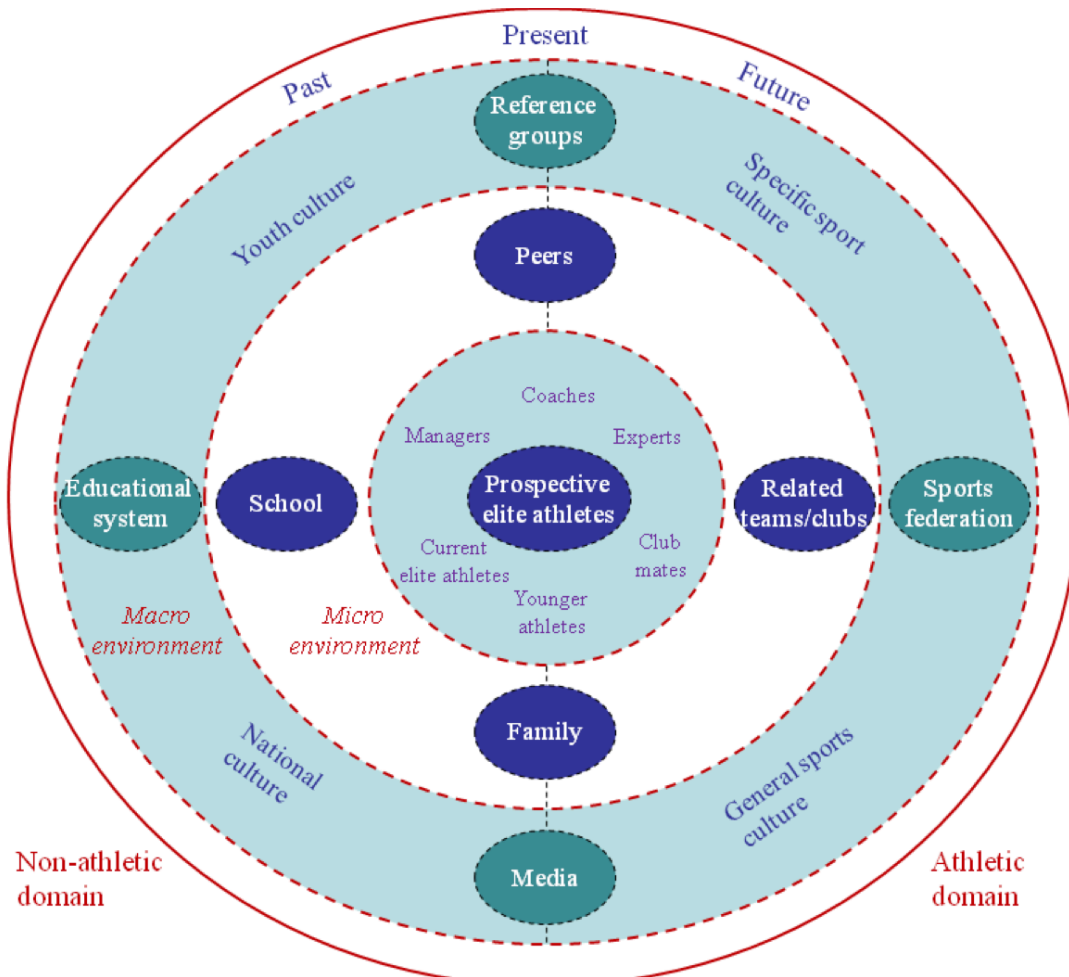 Present
Past
Future
Reference
groups
Youth culture
Specific sport
culture
Peers
Coaches
Managers
Experts
Educational
system
School
Prospective
elite athletes
Related
teams/clubs
Sports
federation
Current
elite athletes
Club
mates
Younger
athletes
Macro
environment
Micro
environment
Family
National
culture
General sports
culture
Media
Non-athletic
domain
Athletic
domain